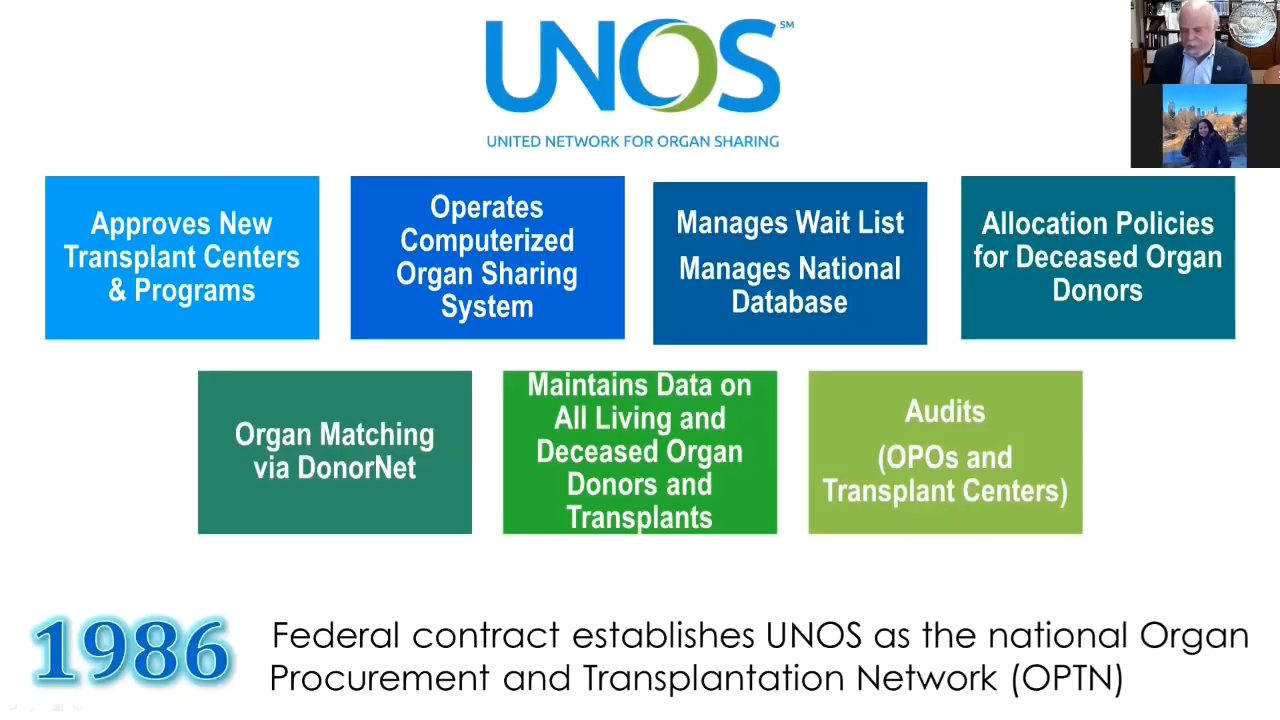 UNOS℠
UNITED NETWORK FOR ORGAN SHARING
Approves New
Transplant Centers
& Programs
Operates
Computerized
Organ Sharing
System
Manages Wait List
Manages National
Database
Allocation Policies
for Deceased Organ
Donors
Organ Matching
via DonorNet
Maintains Data on
All Living and
Deceased Organ
Donors and
Transplants
Audits
(OPOs and
Transplant Centers)
1986
Federal contract establishes UNOS as the national Organ
Procurement and Transplantation Network (OPTN)